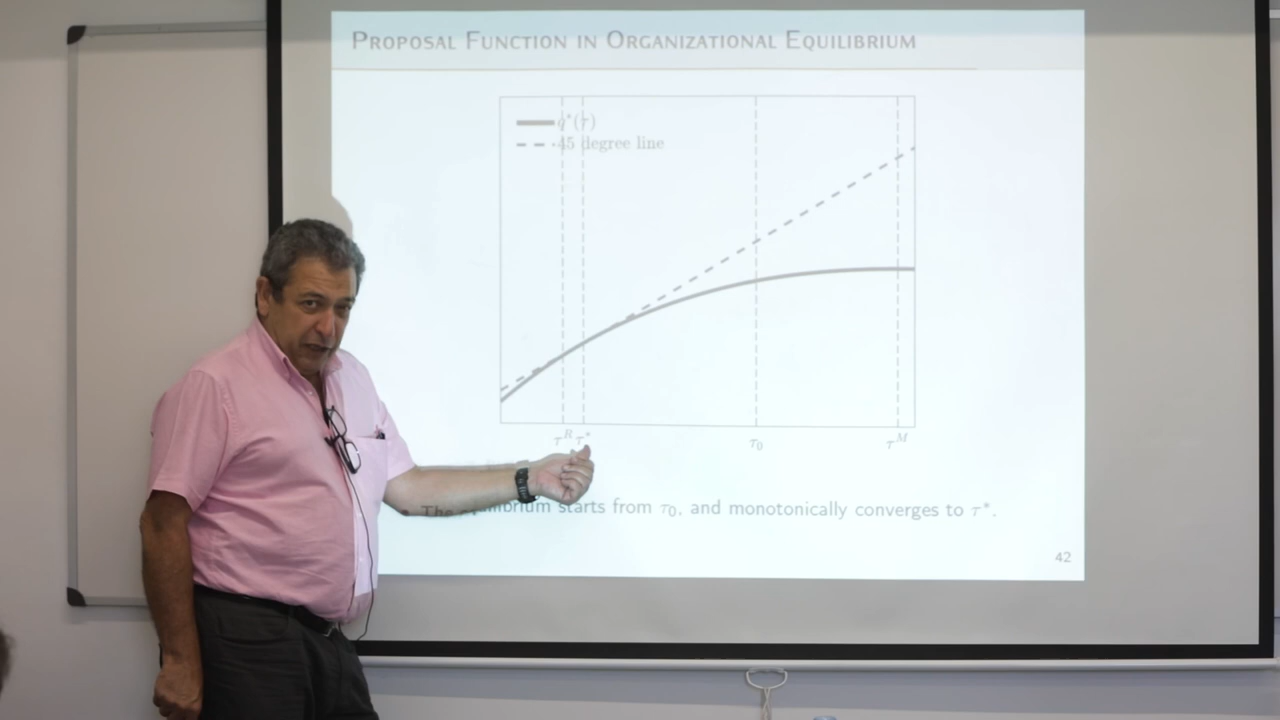 PROPOSAL FUNCTION IN ORGANIZATIONAL EQUILIBRIUM
q*(τ)
45 degree line
τ^R τ* τ_0 τ^M
• The equilibrium starts from τ_0, and monotonically converges to τ*.
42